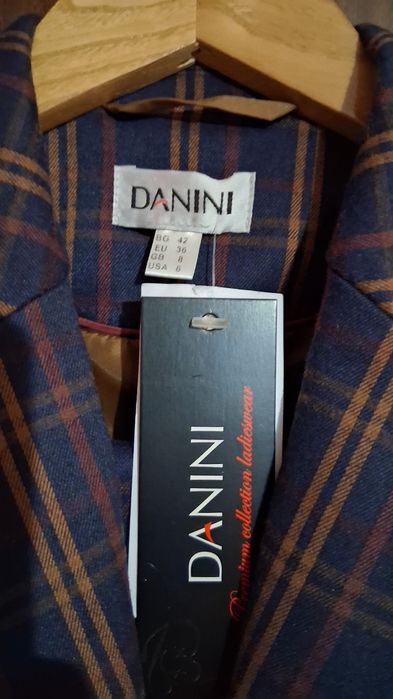 DANINI
BG 42
EU 36
GB 8
USA 6
DANINI
Premium collection ladieswear